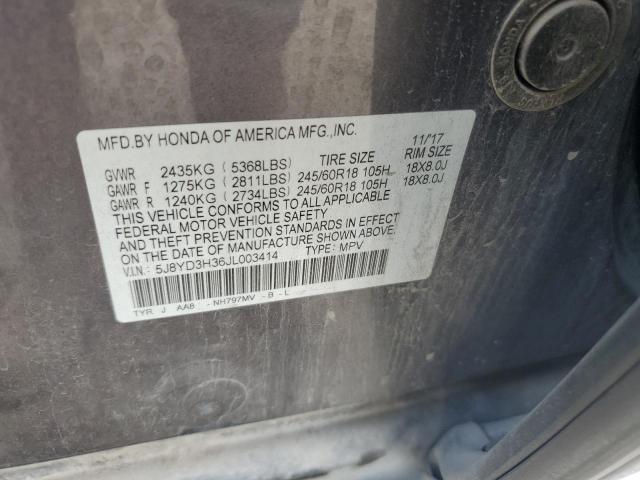 MFD.BY HONDA OF AMERICA MFG.,INC. 11/17
GVWR 2435KG (5368LBS) TIRE SIZE RIM SIZE
GAWR F 1275KG (2811LBS) 245/60R18 105H 18X8.0J
GAWR R 1240KG (2734LBS) 245/60R18 105H 18X8.0J
THIS VEHICLE CONFORMS TO ALL APPLICABLE
FEDERAL MOTOR VEHICLE SAFETY
AND THEFT PREVENTION STANDARDS IN EFFECT
ON THE DATE OF MANUFACTURE SHOWN ABOVE.
V.I.N.: 5J8YD3H36JL003414 TYPE: MPV
TYR J AA8 - NH797MV - B - L
HONDA